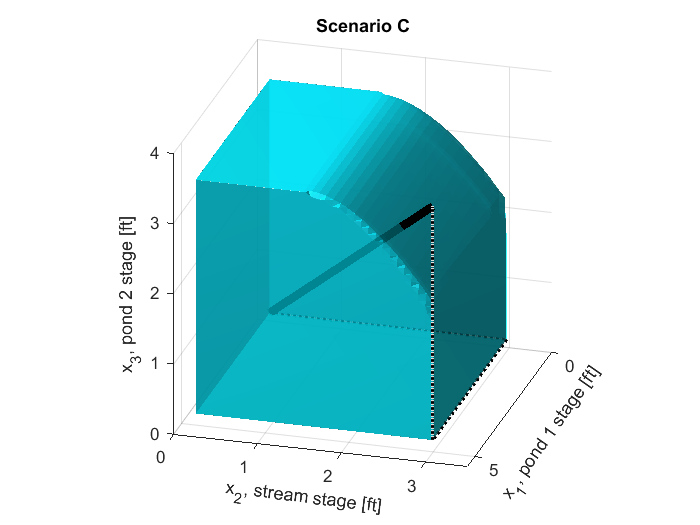 Scenario C
4
3
2
1
0
x3, pond 2 stage [ft]
0
1
2
3
x2, stream stage [ft]
0
5
x1, pond 1 stage [ft]